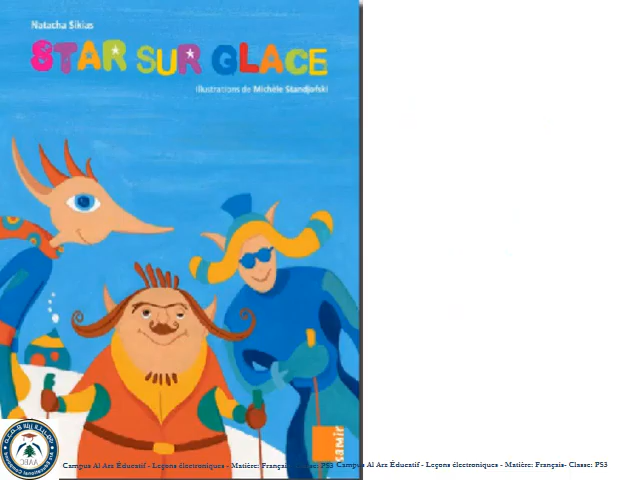 Natacha Sikias
STAR SUR GLACE
Illustrations de Michèle Standjofski
samir
AAEC
Campus Al Arz Éducatif - Leçons électroniques - Matière: Français- Classe: PS3
Campus Al Arz Éducatif - Leçons électroniques - Matière: Français- Classe: PS3